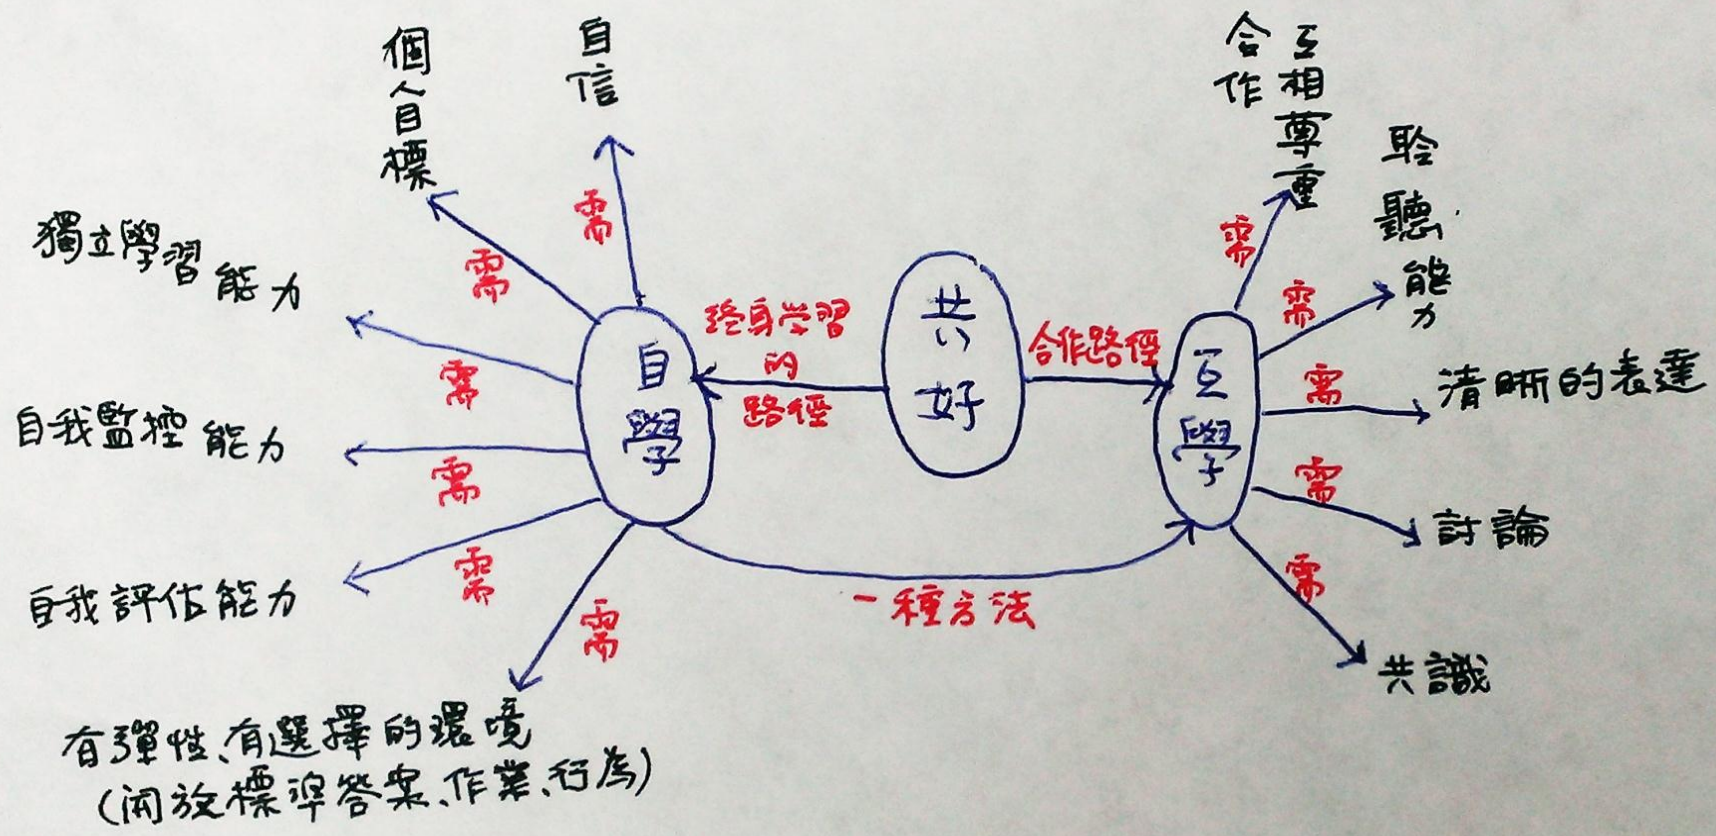 個人目標
自信
合作
互相尊重
聆聽能力
獨立學習能力
自我監控能力
自我評估能力
有彈性、有選擇的環境
(開放標準答案、作業、行為)
自學
共好
互學
終身学習
的
路徑
合作路徑
一種方法
清晰的表達
討論
共識
需
需
需
需
需
需
需
需
需
需
需